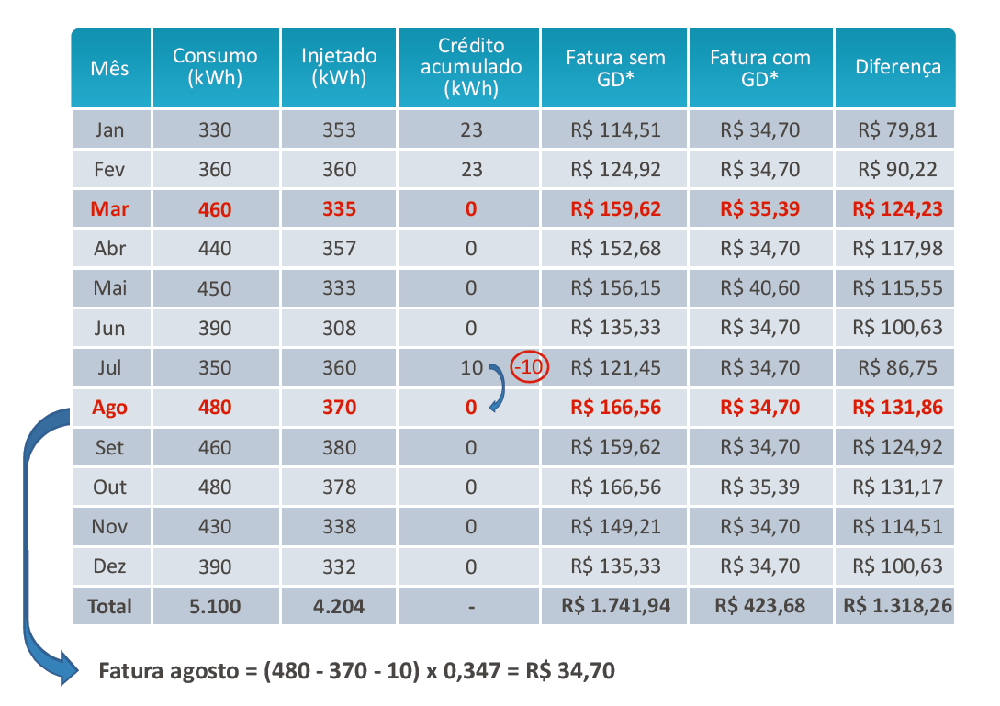 Mês Consumo (kWh) Injetado (kWh) Crédito acumulado (kWh) Fatura sem GD* Fatura com GD* Diferença
Jan 330 353 23 R$ 114,51 R$ 34,70 R$ 79,81
Fev 360 360 23 R$ 124,92 R$ 34,70 R$ 90,22
Mar 460 335 0 R$ 159,62 R$ 35,39 R$ 124,23
Abr 440 357 0 R$ 152,68 R$ 34,70 R$ 117,98
Mai 450 333 0 R$ 156,15 R$ 40,60 R$ 115,55
Jun 390 308 0 R$ 135,33 R$ 34,70 R$ 100,63
Jul 350 360 10 -10 R$ 121,45 R$ 34,70 R$ 86,75
Ago 480 370 0 R$ 166,56 R$ 34,70 R$ 131,86
Set 460 380 0 R$ 159,62 R$ 34,70 R$ 124,92
Out 480 378 0 R$ 166,56 R$ 35,39 R$ 131,17
Nov 430 338 0 R$ 149,21 R$ 34,70 R$ 114,51
Dez 390 332 0 R$ 135,33 R$ 34,70 R$ 100,63
Total 5.100 4.204 - R$ 1.741,94 R$ 423,68 R$ 1.318,26
Fatura agosto = (480 - 370 - 10) x 0,347 = R$ 34,70